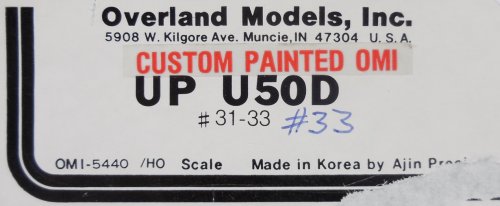 Overland Models, Inc.
5908 W. Kilgore Ave. Muncie, IN 47304 U. S. A.
CUSTOM PAINTED OMI
UP U50D
#31-33 #33
OMI-5440 /HO Scale Made in Korea by Ajin